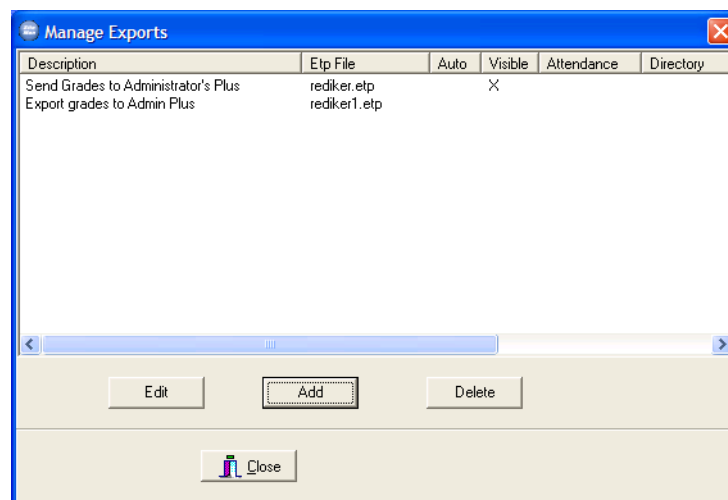 Manage Exports
Description Etp File Auto Visible Attendance Directory
Send Grades to Administrator's Plus rediker.etp X
Export grades to Admin Plus rediker1.etp
Edit Add Delete
Close